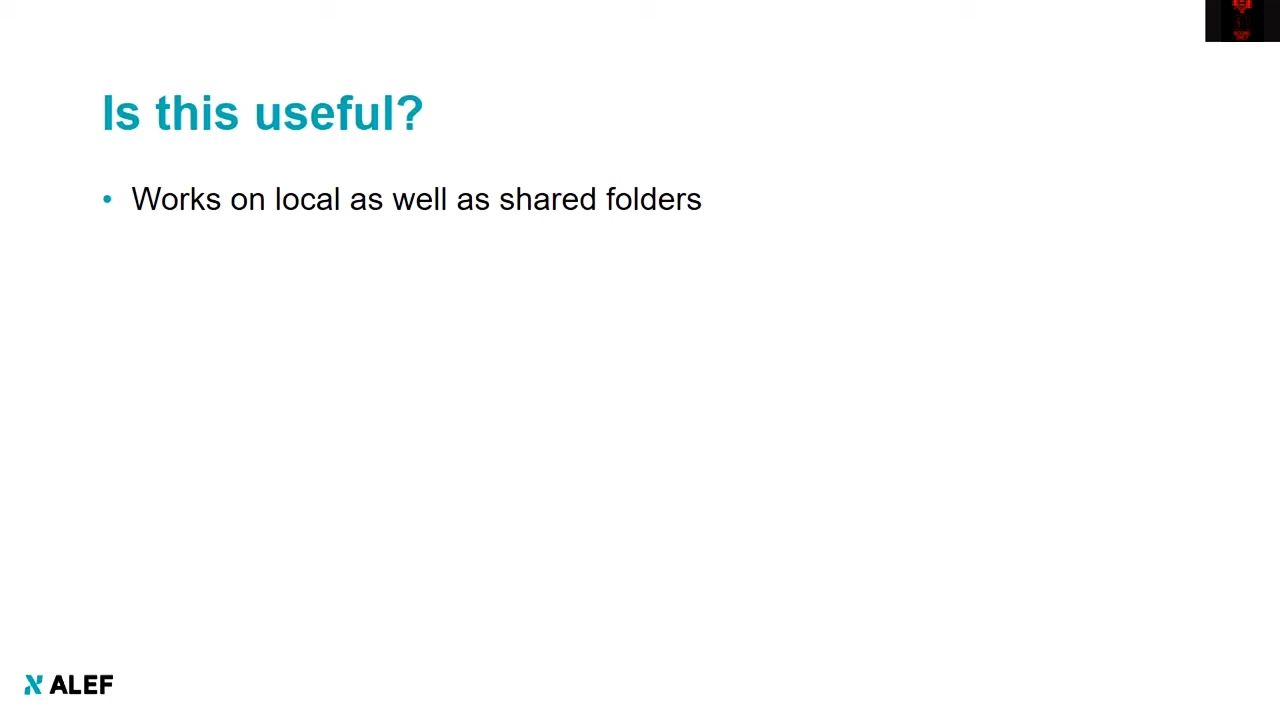 Is this useful?
• Works on local as well as shared folders
ALEF